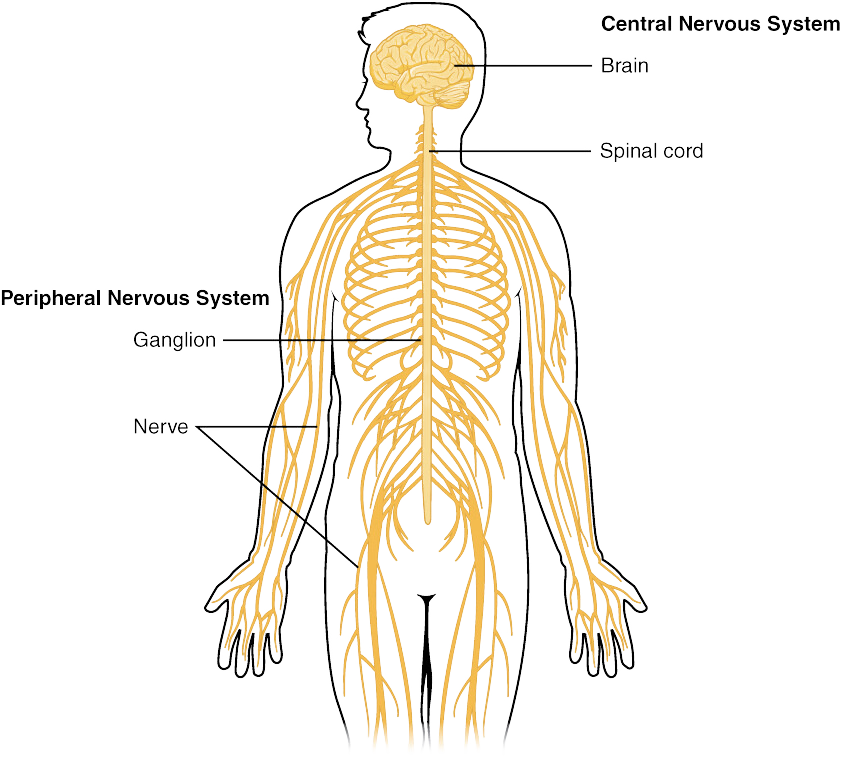 Central Nervous System
Brain
Spinal cord
Peripheral Nervous System
Ganglion
Nerve